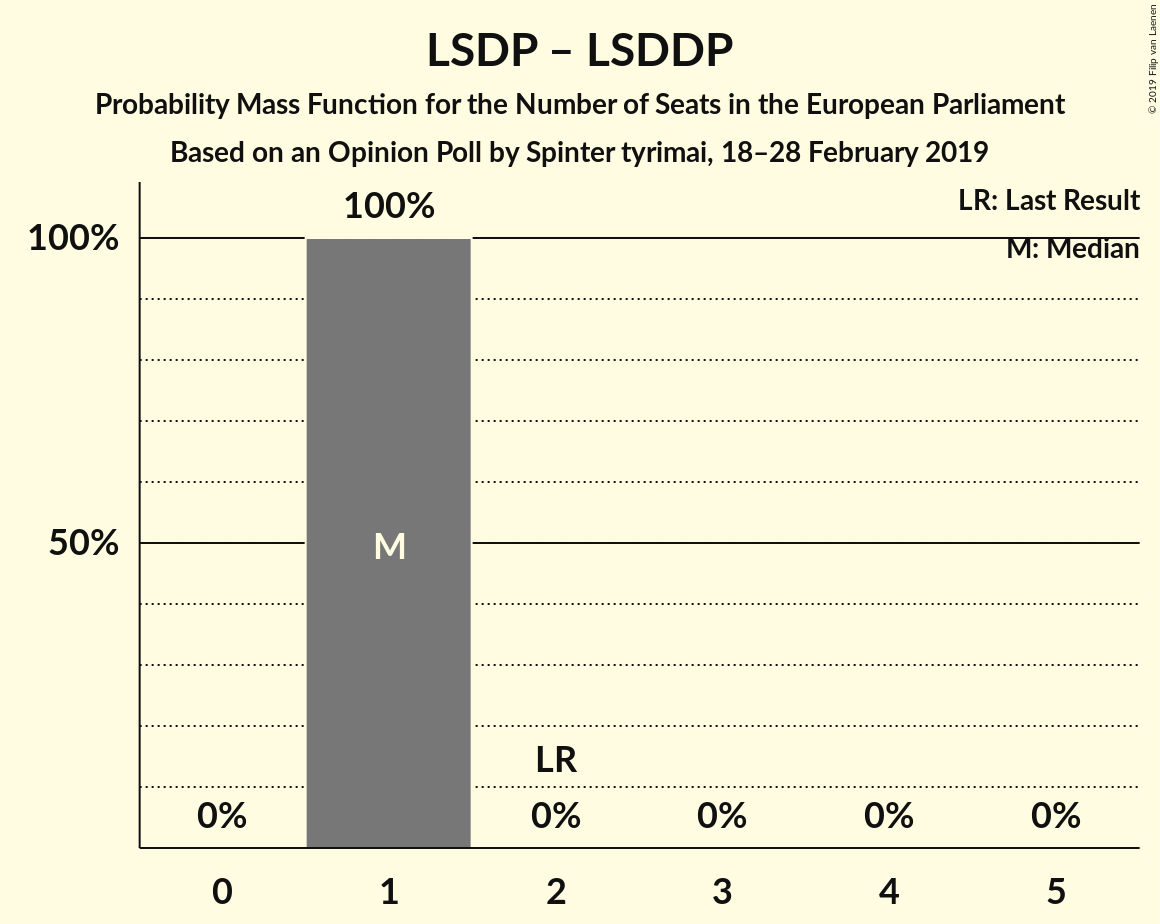 LSDP – LSDDP
Probability Mass Function for the Number of Seats in the European Parliament
Based on an Opinion Poll by Spinter tyrimai, 18–28 February 2019
© 2019 Filip van Laenen
LR: Last Result
M: Median
100%
100%
50%
M
LR
0%
0%
0%
0%
0%
0
1
2
3
4
5